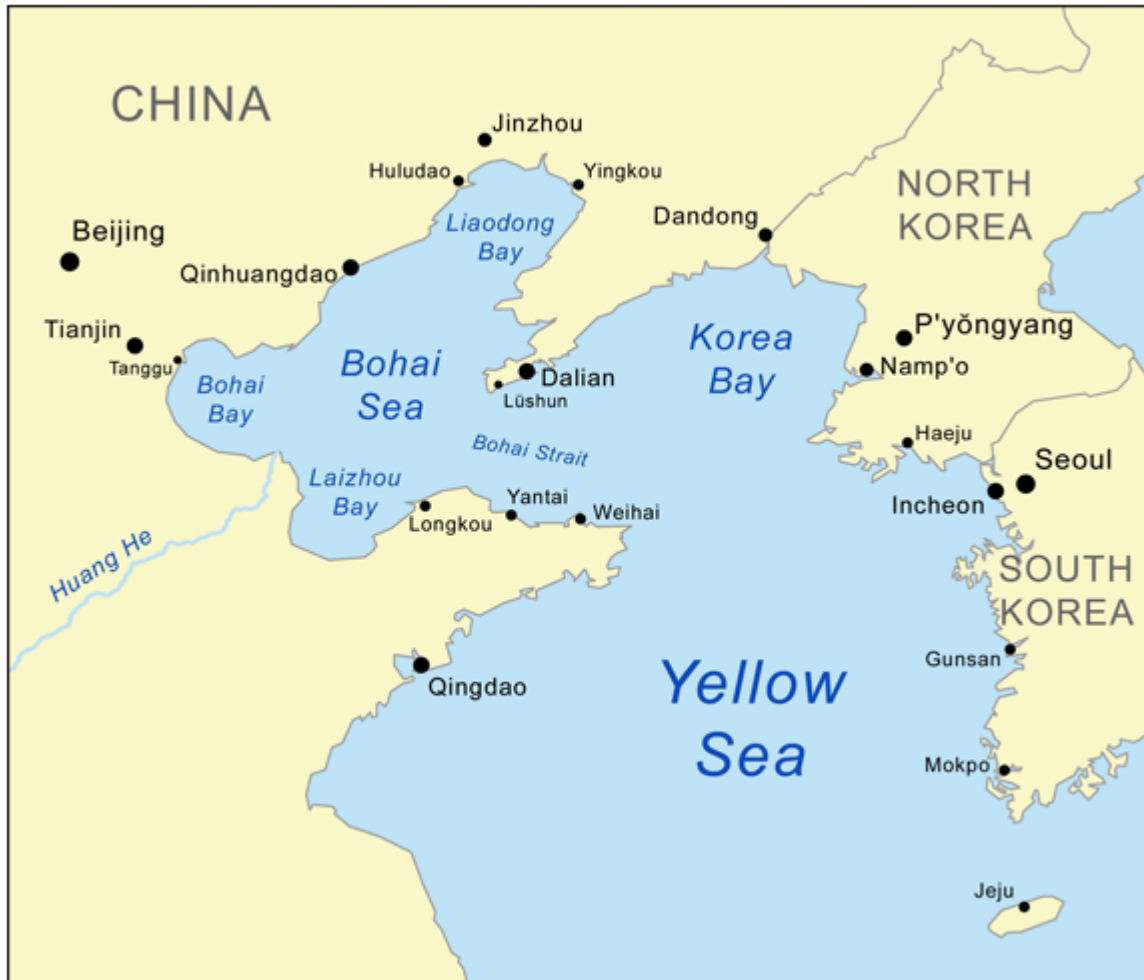 CHINA
Jinzhou
Huludao
Yingkou
NORTH
KOREA
Liaodong
Bay
Dandong
Beijing
Qinhuangdao
Tianjin
Tanggu
Bohai
Bay
Bohai
Sea
Korea
Bay
P'yŏngyang
Namp'o
Dalian
Lüshun
Haeju
Bohai Strait
Seoul
Incheon
Laizhou
Bay
Longkou
Yantai
Weihai
Huang He
SOUTH
KOREA
Gunsan
Qingdao
Yellow
Sea
Mokpo
Jeju